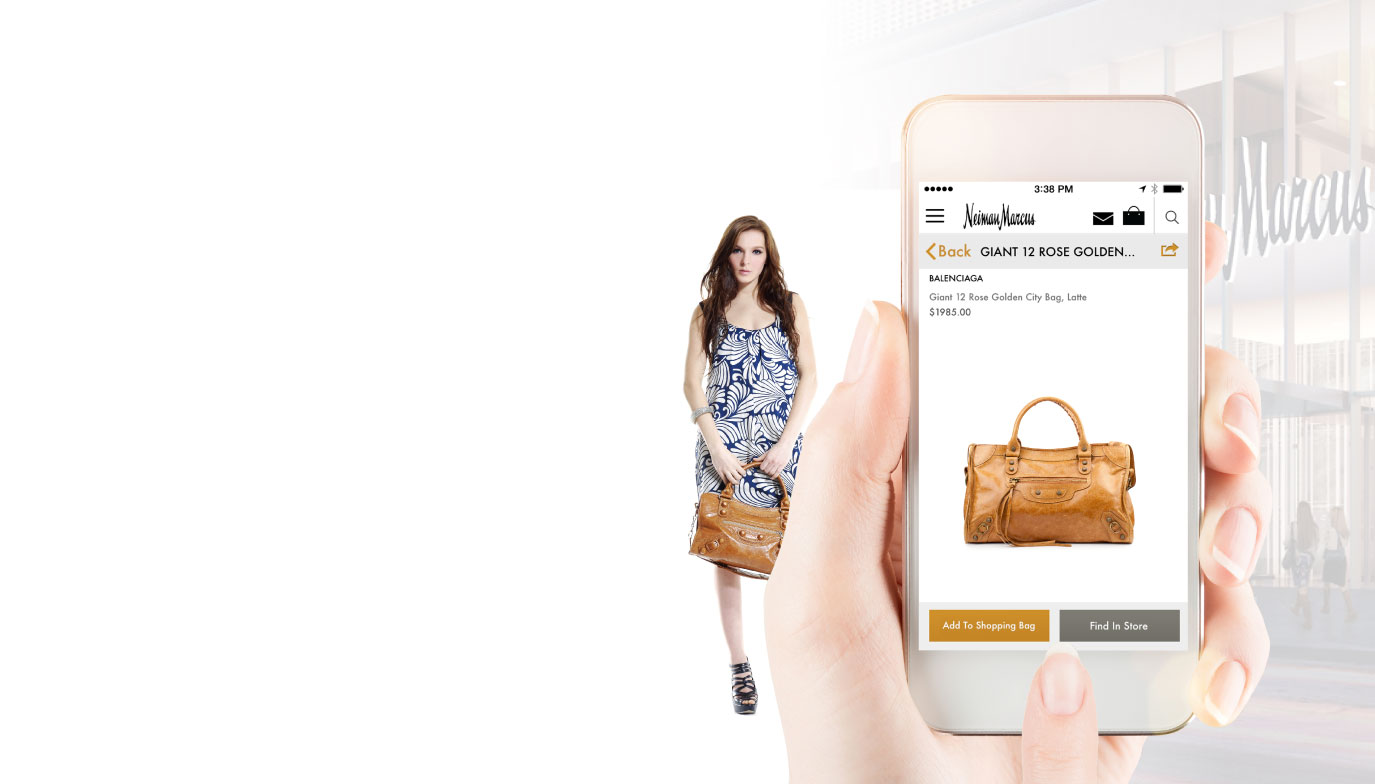 3:38 PM
Neiman Marcus
Back GIANT 12 ROSE GOLDEN...
BALENCIAGA
Giant 12 Rose Golden City Bag, Latte
$1985.00
Add To Shopping Bag
Find In Store
Marcus